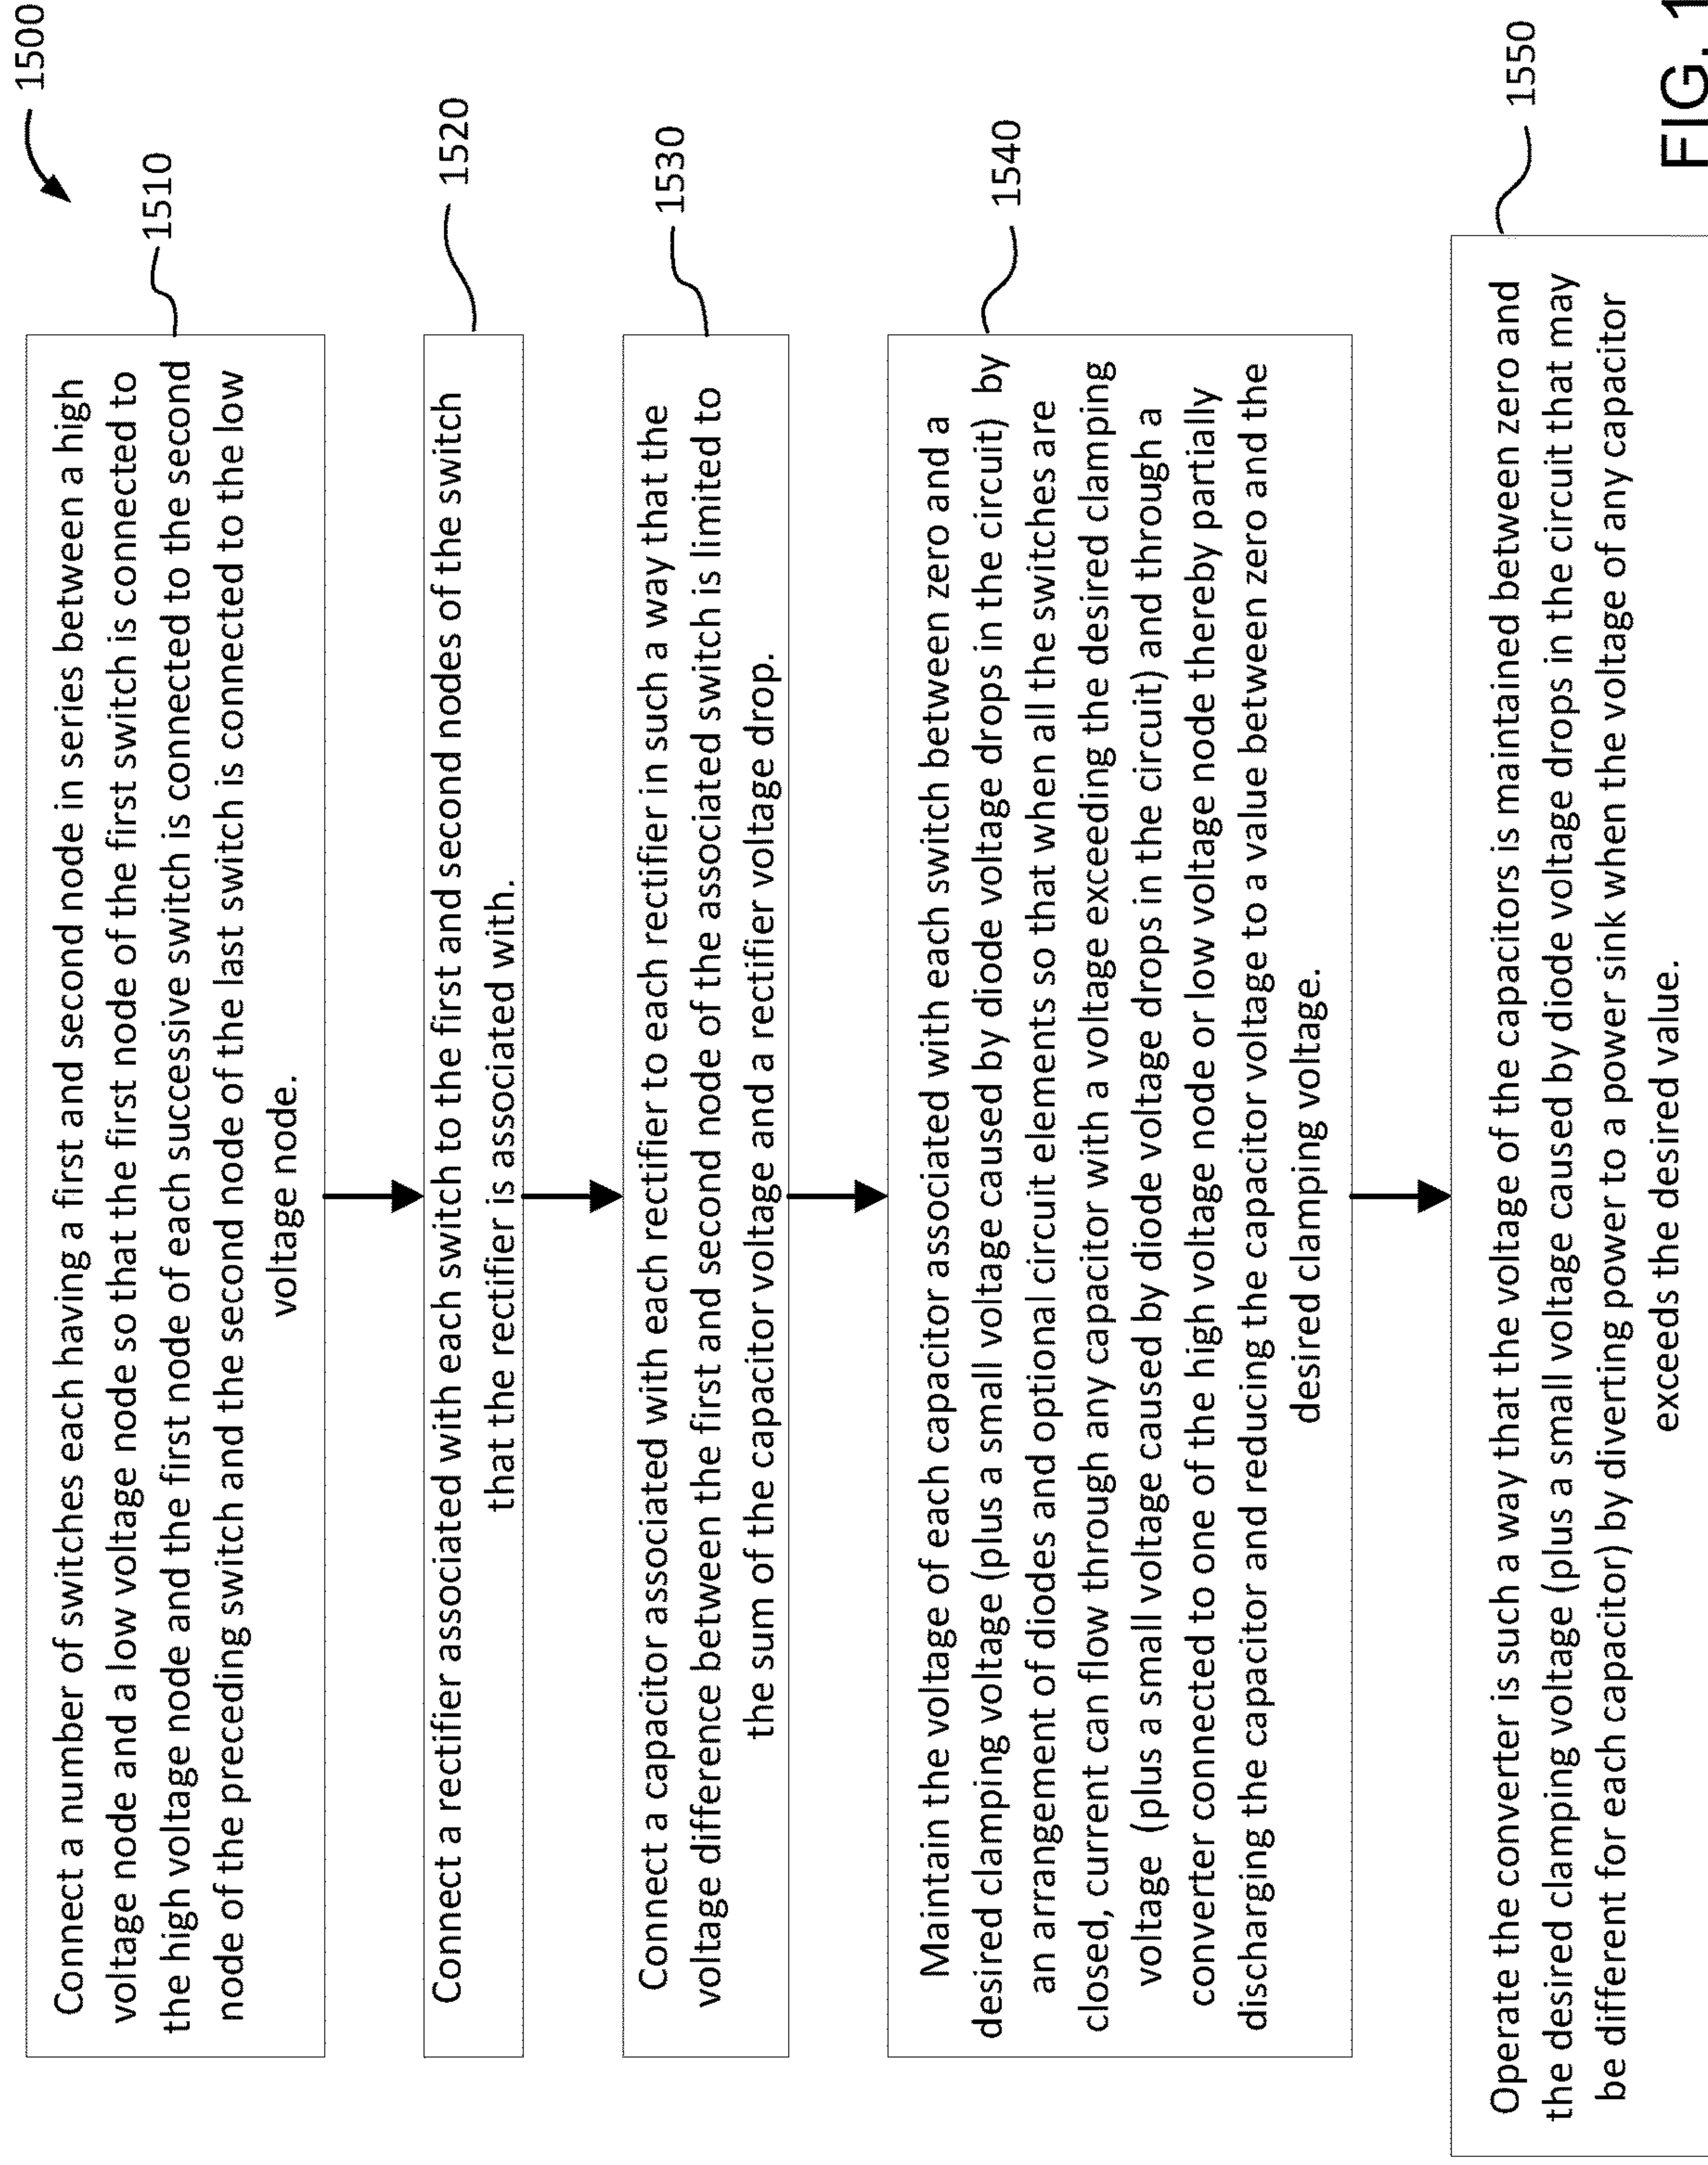 1500
1510
Connect a number of switches each having a first and second node in series between a high
voltage node and a low voltage node so that the first node of the first switch is connected to
the high voltage node and the first node of each successive switch is connected to the second
node of the preceding switch and the second node of the last switch is connected to the low
voltage node.
1520
Connect a rectifier associated with each switch to the first and second nodes of the switch
that the rectifier is associated with.
1530
Connect a capacitor associated with each rectifier to each rectifier in such a way that the
voltage difference between the first and second node of the associated switch is limited to
the sum of the capacitor voltage and a rectifier voltage drop.
1540
Maintain the voltage of each capacitor associated with each switch between zero and a
desired clamping voltage (plus a small voltage caused by diode voltage drops in the circuit) by
an arrangement of diodes and optional circuit elements so that when all the switches are
closed, current can flow through any capacitor with a voltage exceeding the desired clamping
voltage (plus a small voltage caused by diode voltage drops in the circuit) and through a
converter connected to one of the high voltage node or low voltage node thereby partially
discharging the capacitor and reducing the capacitor voltage to a value between zero and the
desired clamping voltage.
1550
Operate the converter is such a way that the voltage of the capacitors is maintained between zero and
the desired clamping voltage (plus a small voltage caused by diode voltage drops in the circuit that may
be different for each capacitor) by diverting power to a power sink when the voltage of any capacitor
exceeds the desired value.
FIG.